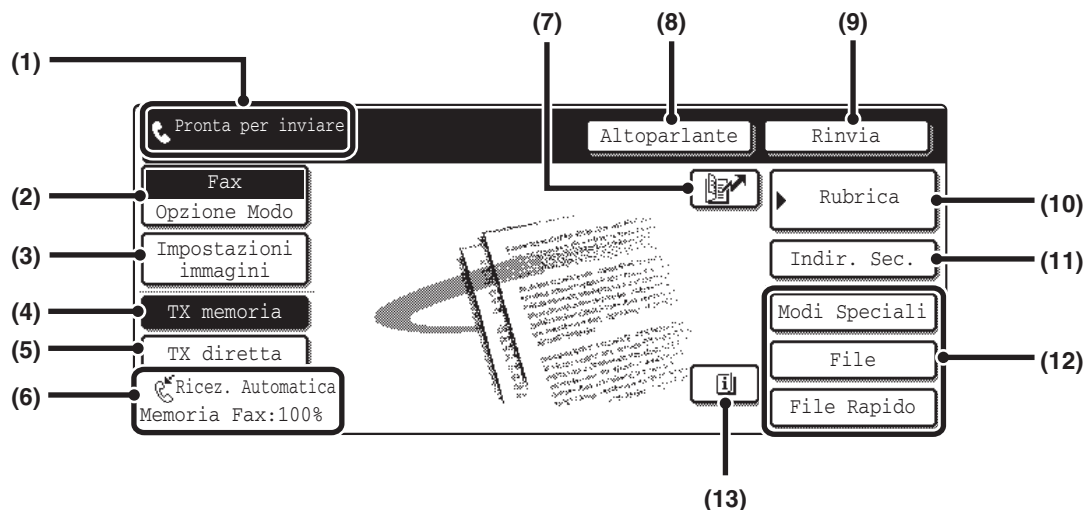 (7)
(8)
(9)
(1)
Pronta per inviare
Altoparlante
Rinvia
(2)
Fax
Opzione Modo
Rubrica
(10)
(3)
Impostazioni
immagini
Indir. Sec.
(11)
(4)
TX memoria
Modi Speciali
(5)
TX diretta
File
(12)
(6)
Ricez. Automatica
Memoria Fax:100%
File Rapido
(13)